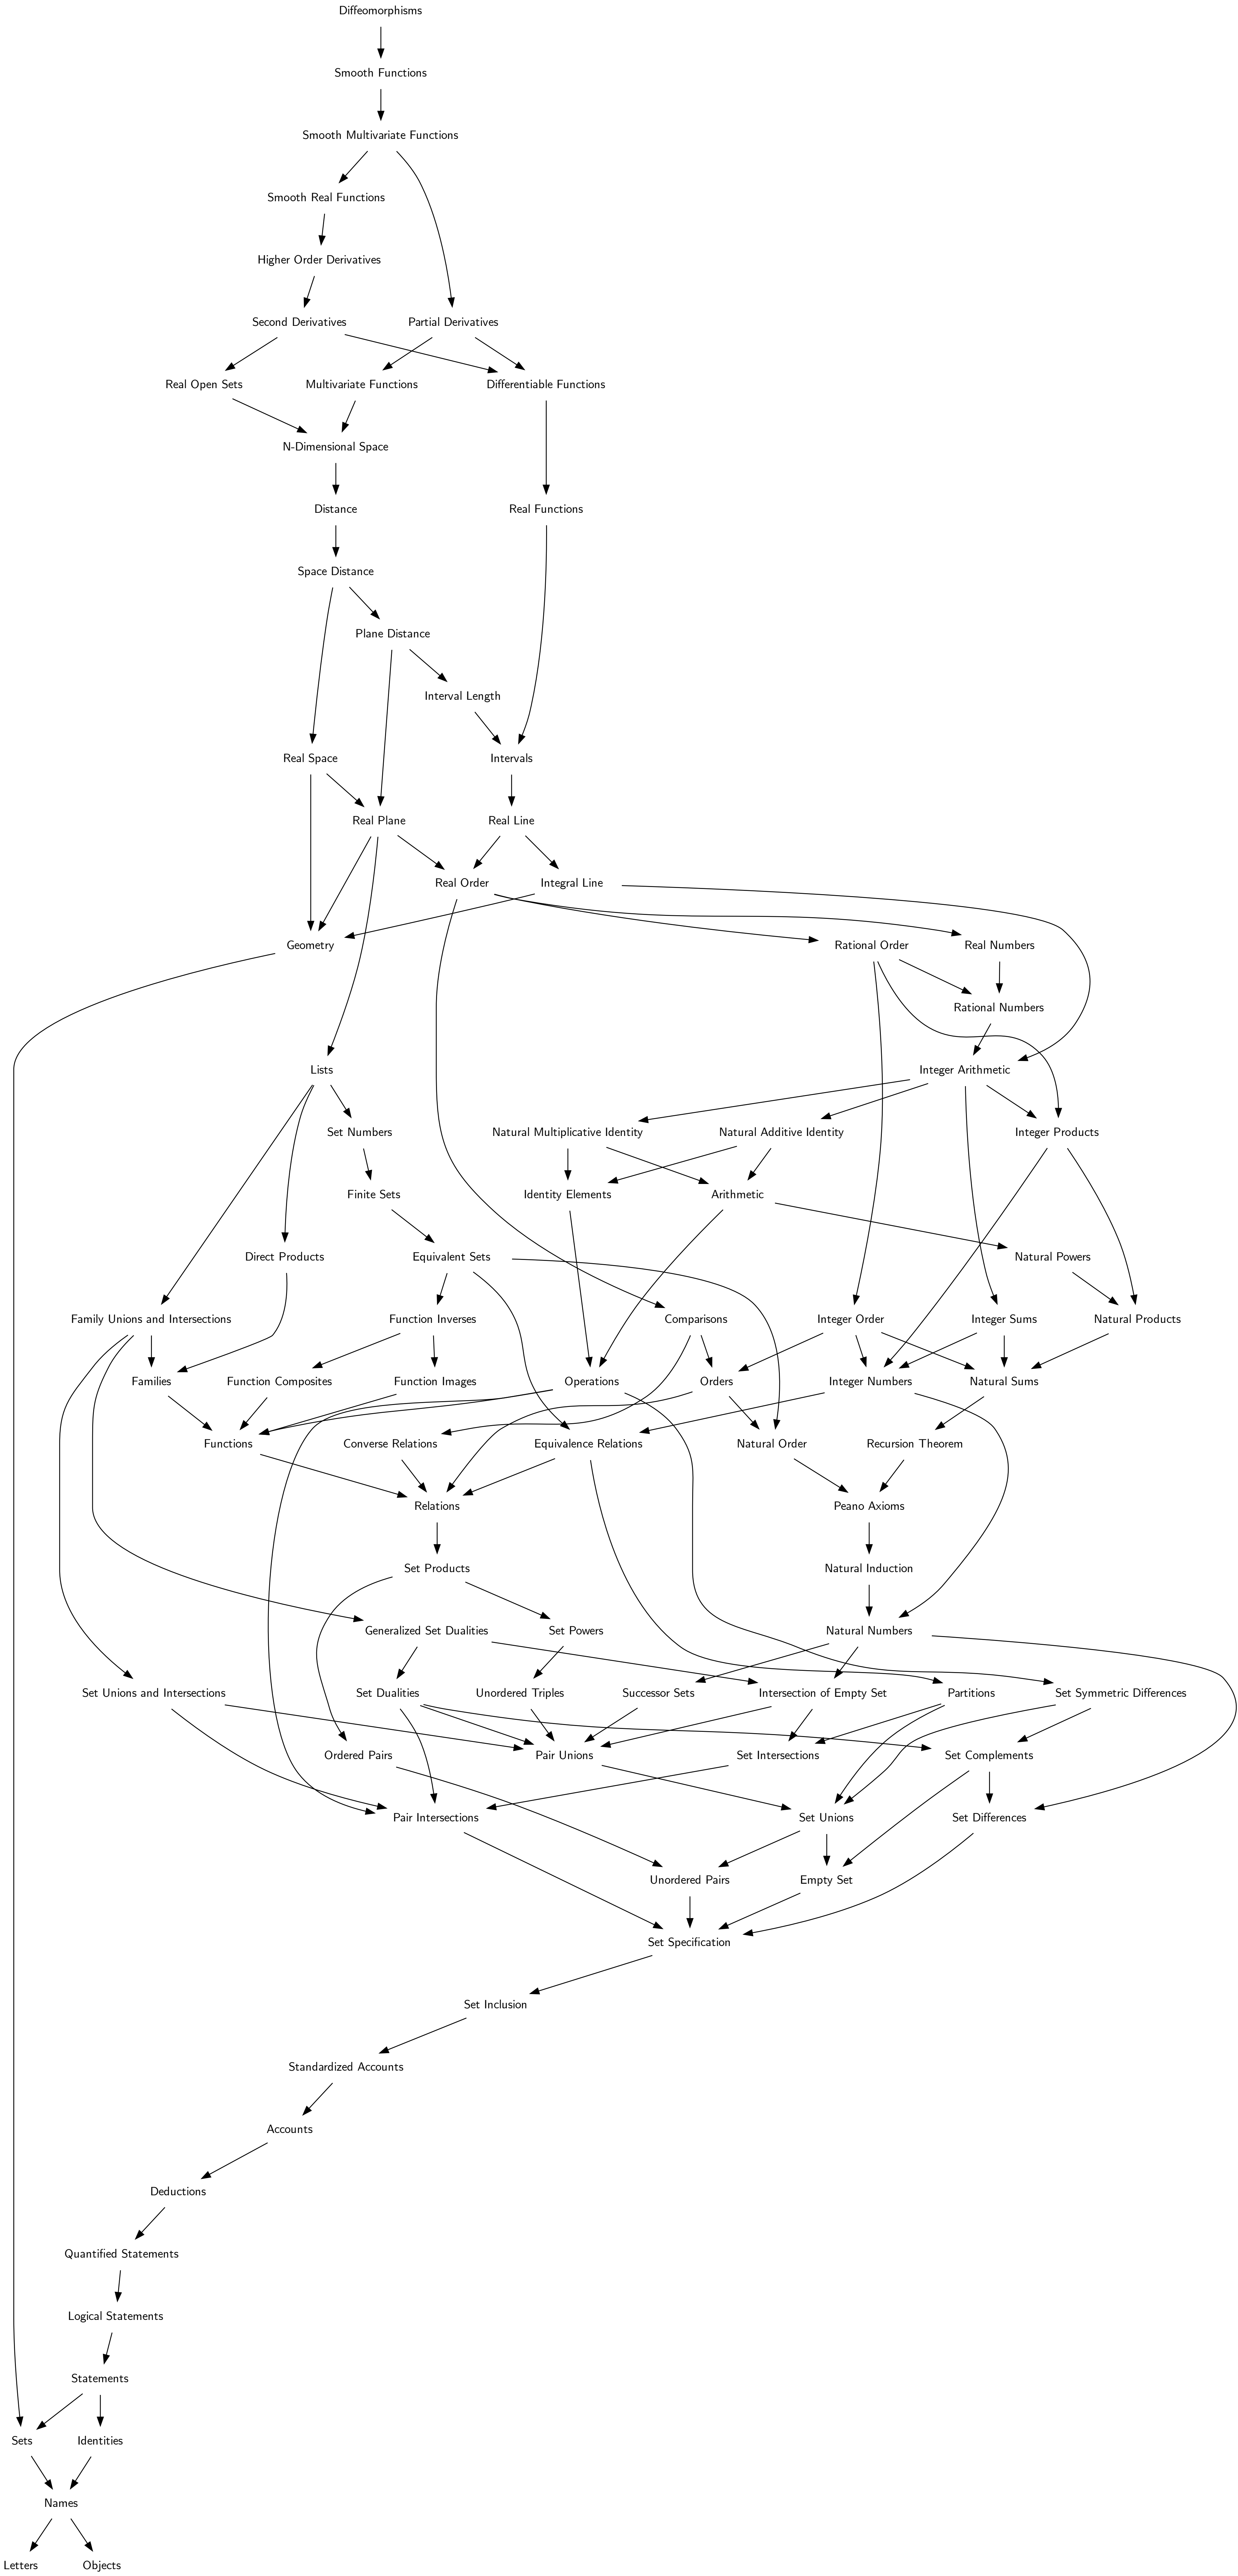 Diffeomorphisms
Smooth Functions
Smooth Multivariate Functions
Smooth Real Functions
Higher Order Derivatives
Second Derivatives
Partial Derivatives
Real Open Sets
Multivariate Functions
Differentiable Functions
N-Dimensional Space
Distance
Real Functions
Space Distance
Plane Distance
Interval Length
Real Space
Intervals
Real Plane
Real Line
Real Order
Integral Line
Geometry
Rational Order
Real Numbers
Rational Numbers
Lists
Integer Arithmetic
Set Numbers
Natural Multiplicative Identity
Natural Additive Identity
Integer Products
Finite Sets
Identity Elements
Arithmetic
Direct Products
Equivalent Sets
Natural Powers
Family Unions and Intersections
Function Inverses
Comparisons
Integer Order
Integer Sums
Natural Products
Families
Function Composites
Function Images
Operations
Orders
Integer Numbers
Natural Sums
Functions
Converse Relations
Equivalence Relations
Natural Order
Recursion Theorem
Relations
Peano Axioms
Set Products
Natural Induction
Generalized Set Dualities
Set Powers
Natural Numbers
Set Unions and Intersections
Set Dualities
Unordered Triples
Successor Sets
Intersection of Empty Set
Partitions
Set Symmetric Differences
Ordered Pairs
Pair Unions
Set Intersections
Set Complements
Pair Intersections
Set Unions
Set Differences
Unordered Pairs
Empty Set
Set Specification
Set Inclusion
Standardized Accounts
Accounts
Deductions
Quantified Statements
Logical Statements
Statements
Sets
Identities
Names
Letters
Objects